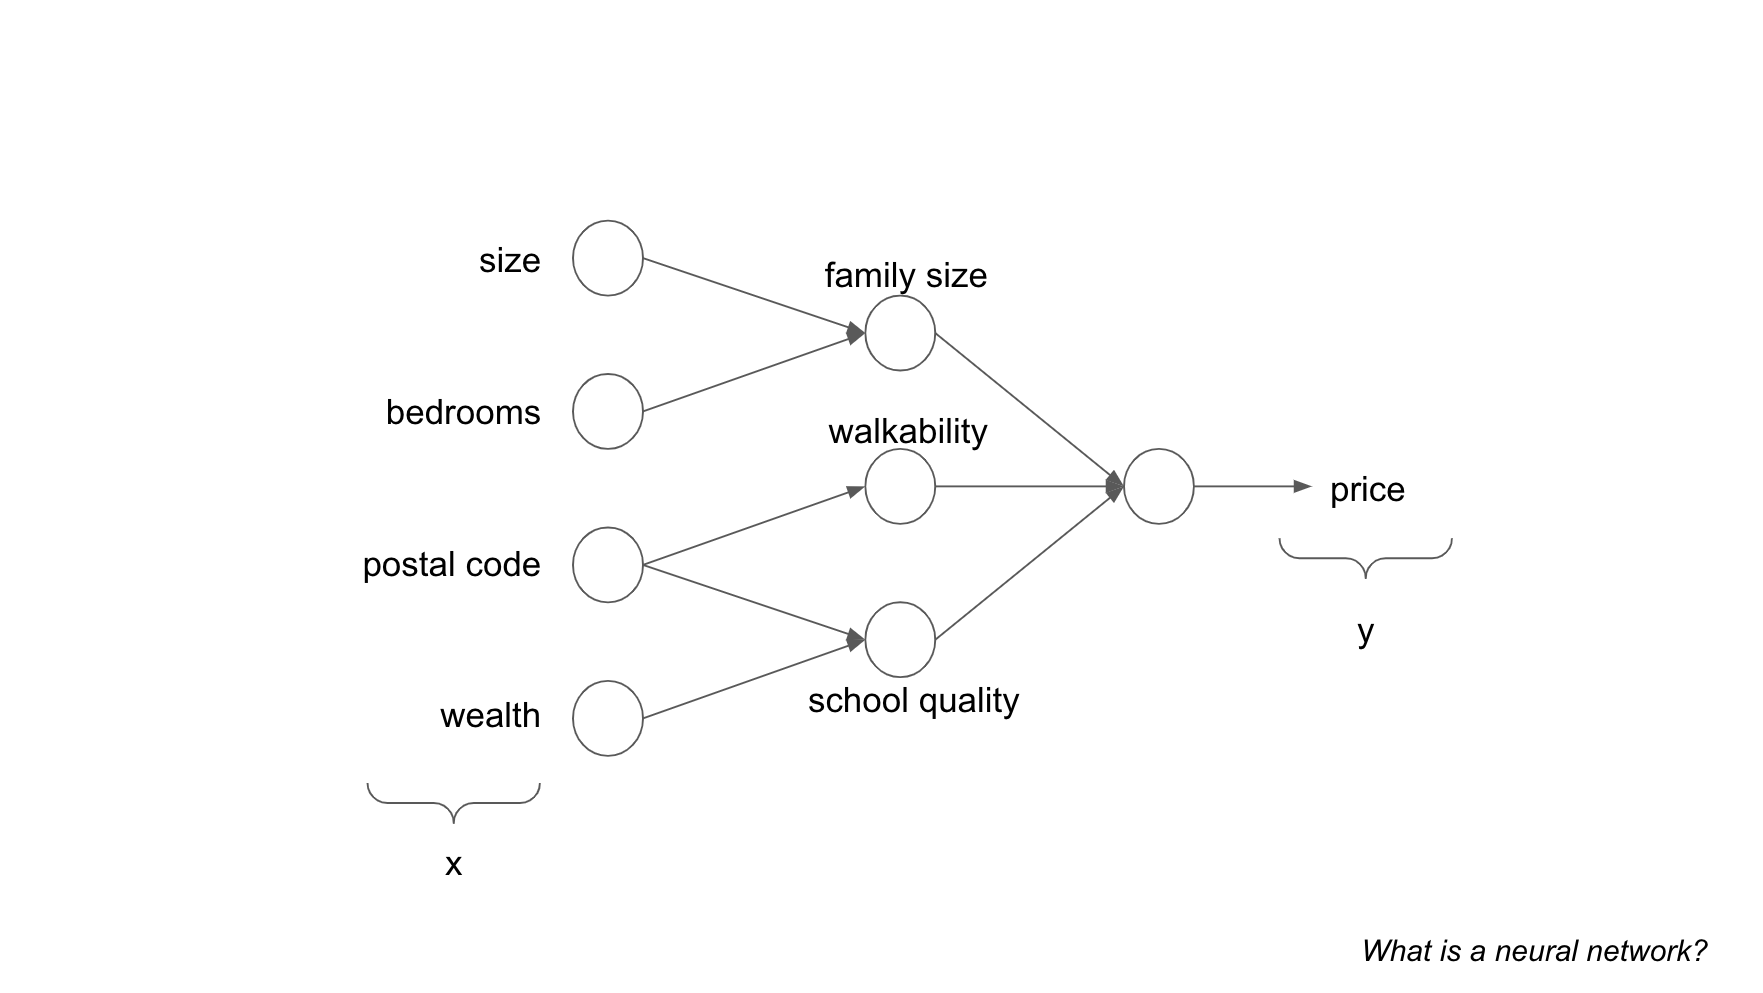 size
family size
bedrooms
walkability
price
postal code
y
school quality
wealth
x
What is a neural network?